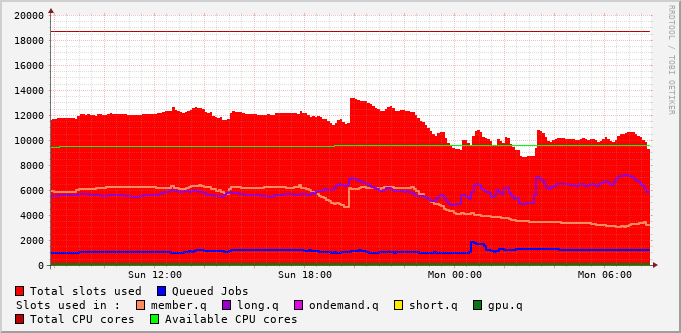 20000
18000
16000
14000
12000
10000
8000
6000
4000
2000
0
Sun 12:00 Sun 18:00 Mon 00:00 Mon 06:00
Total slots used Queued Jobs
Slots used in : member.q long.q ondemand.q short.q gpu.q
Total CPU cores Available CPU cores
RRDTOOL / TOBI OETIKER